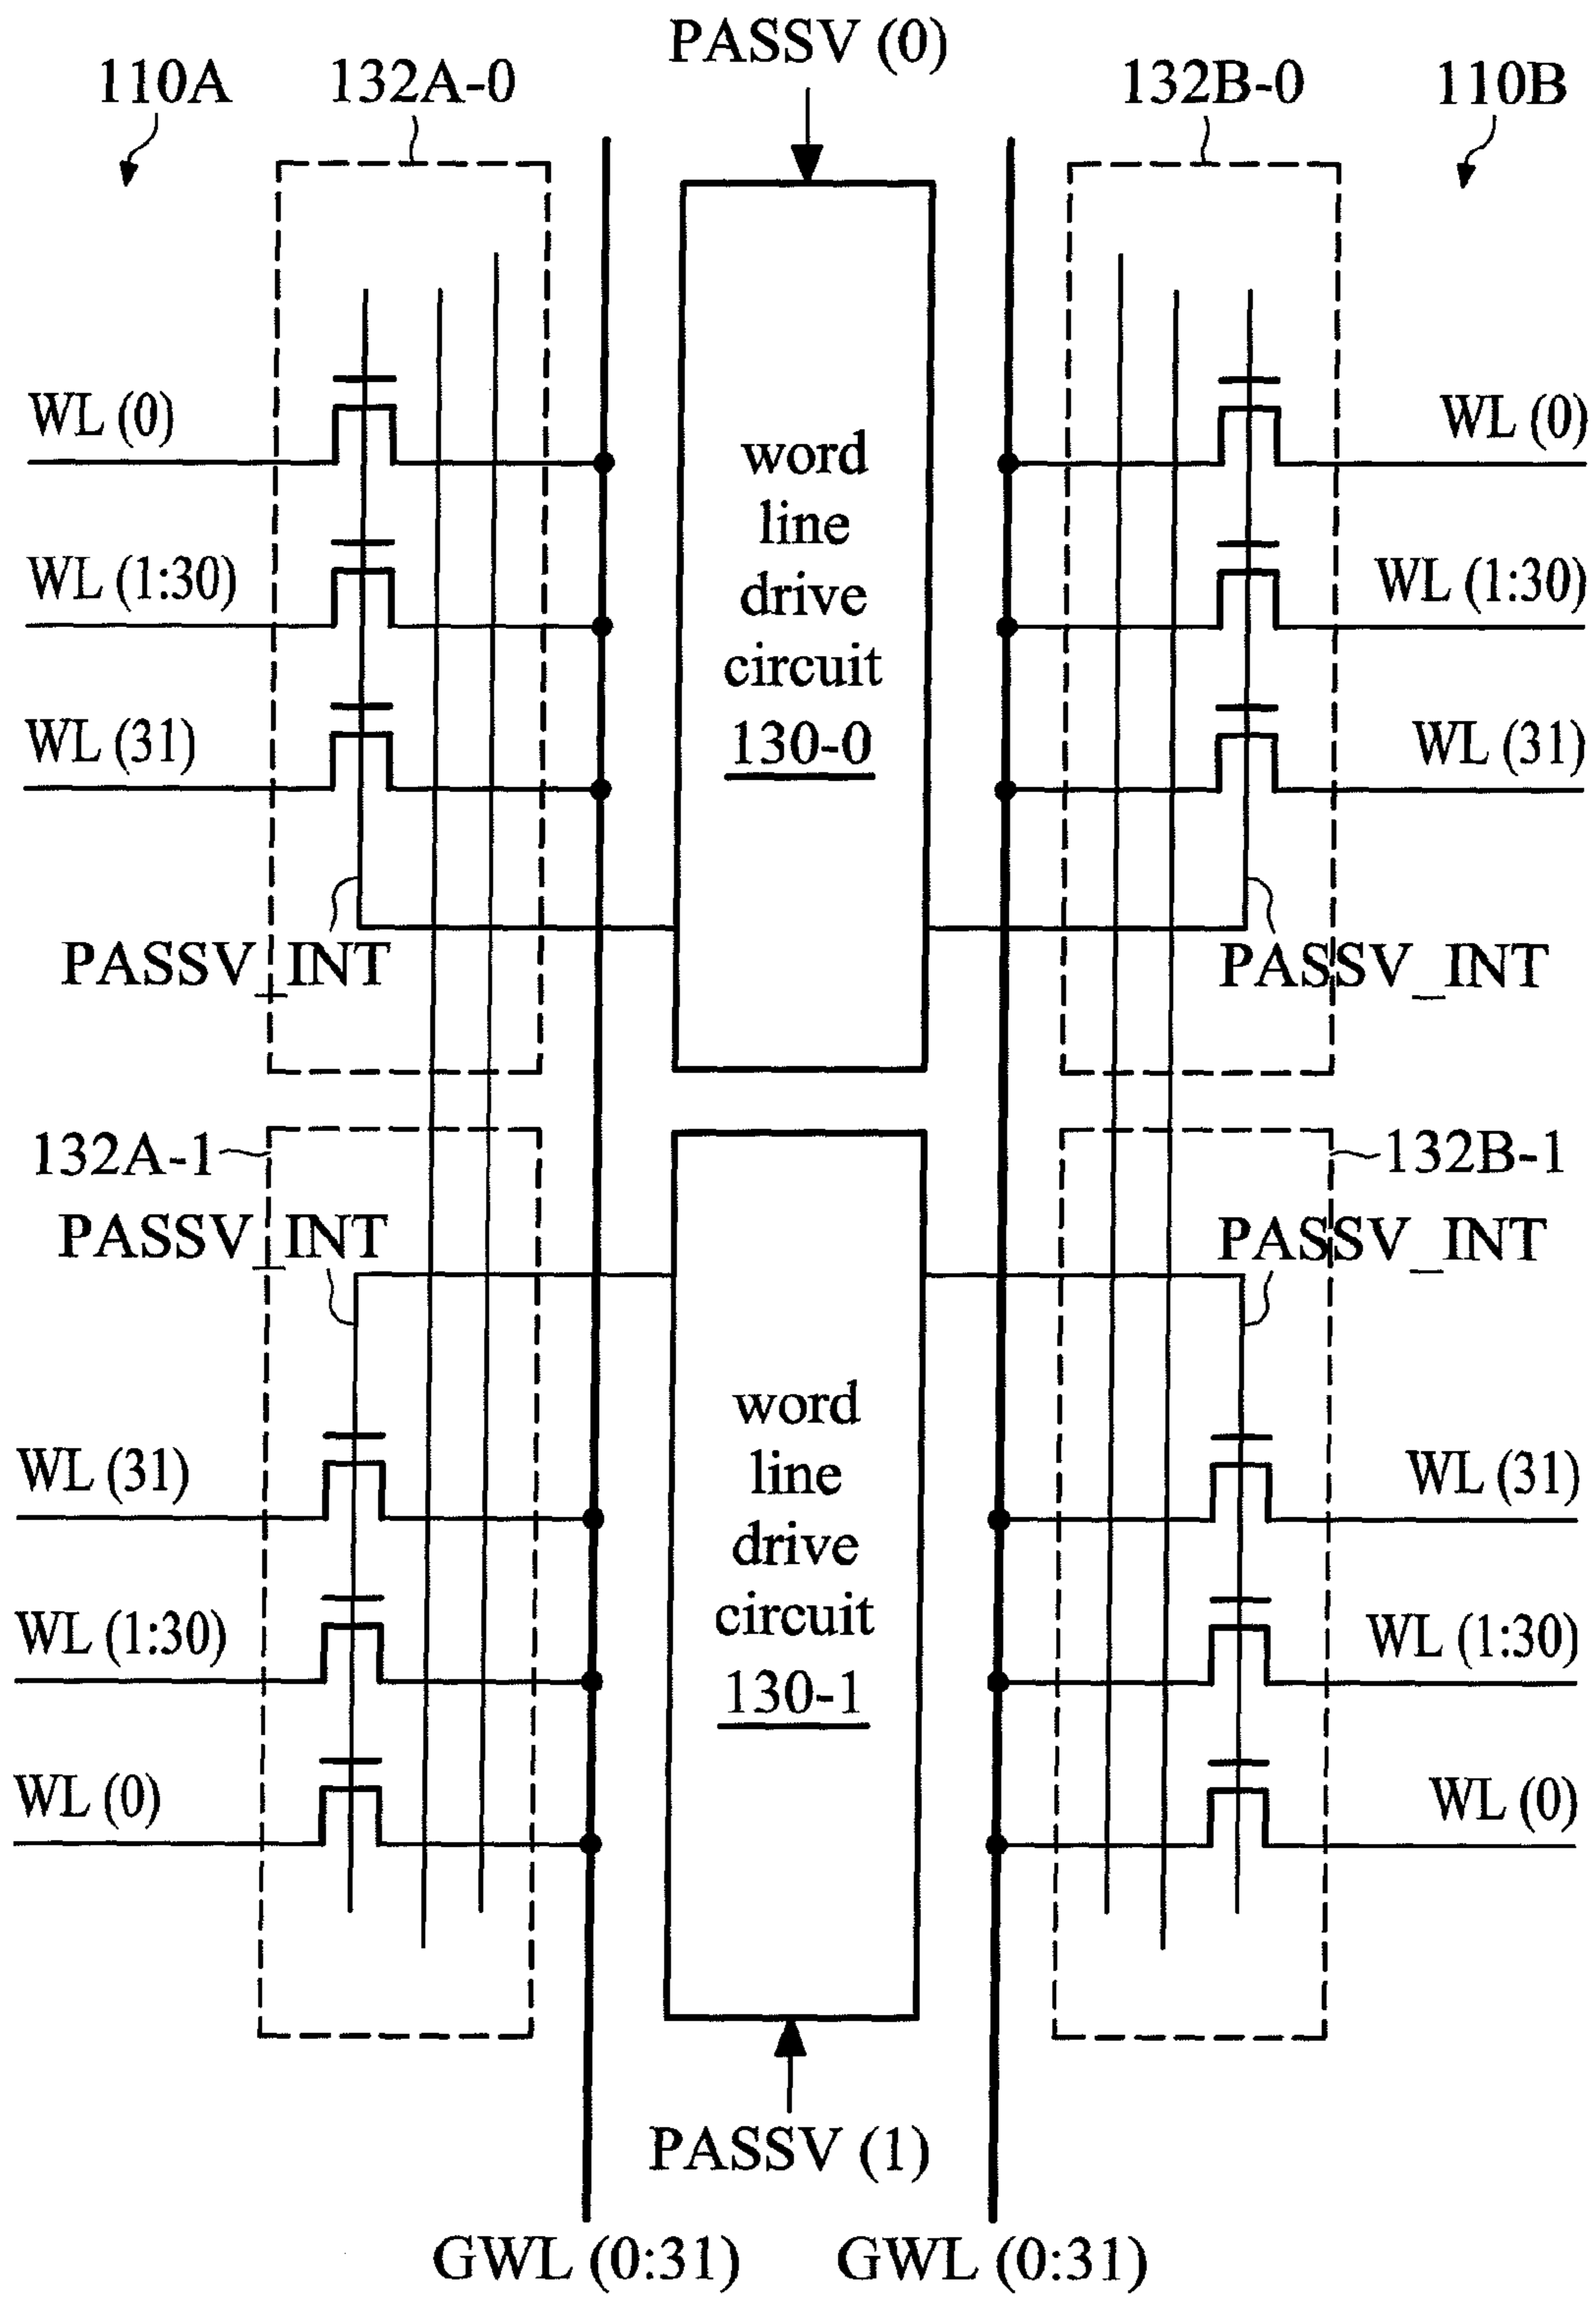 PASSV (0)
110A
132A-0
132B-0
110B
WL (0)
WL (0)
word
line
drive
circuit
130-0
WL (1:30)
WL (1:30)
WL (31)
WL (31)
PASSV_INT
PASSV_INT
132A-1
132B-1
PASSV_INT
PASSV_INT
word
line
drive
circuit
130-1
WL (31)
WL (31)
WL (1:30)
WL (1:30)
WL (0)
WL (0)
PASSV (1)
GWL (0:31)
GWL (0:31)